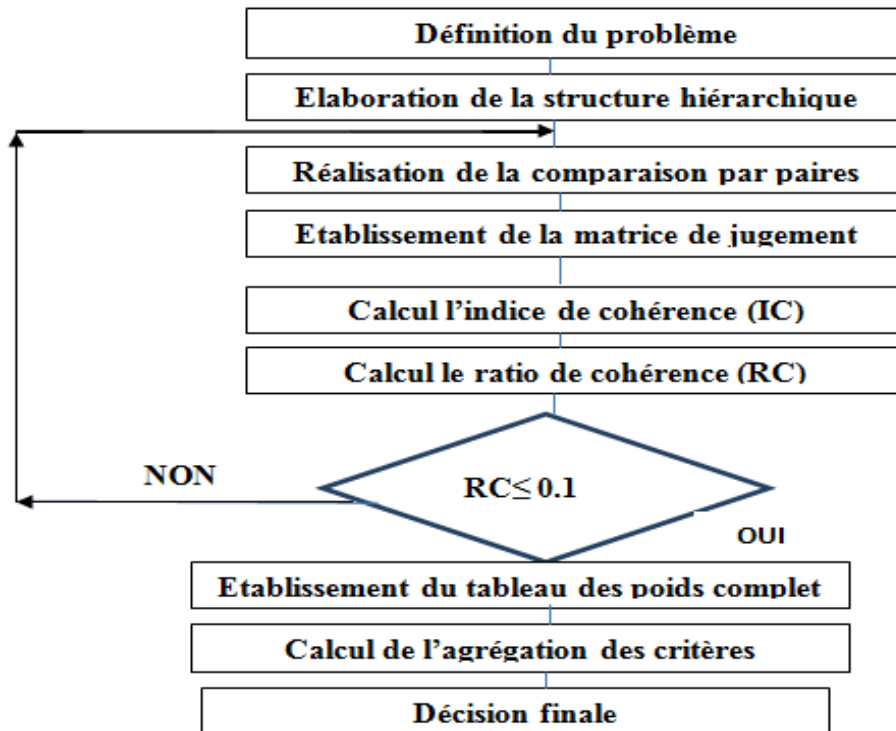 Définition du problème
Elaboration de la structure hiérarchique
Réalisation de la comparaison par paires
Etablissement de la matrice de jugement
Calcul l’indice de cohérence (IC)
Calcul le ratio de cohérence (RC)
NON
RC≤ 0.1
OUI
Etablissement du tableau des poids complet
Calcul de l’agrégation des critères
Décision finale